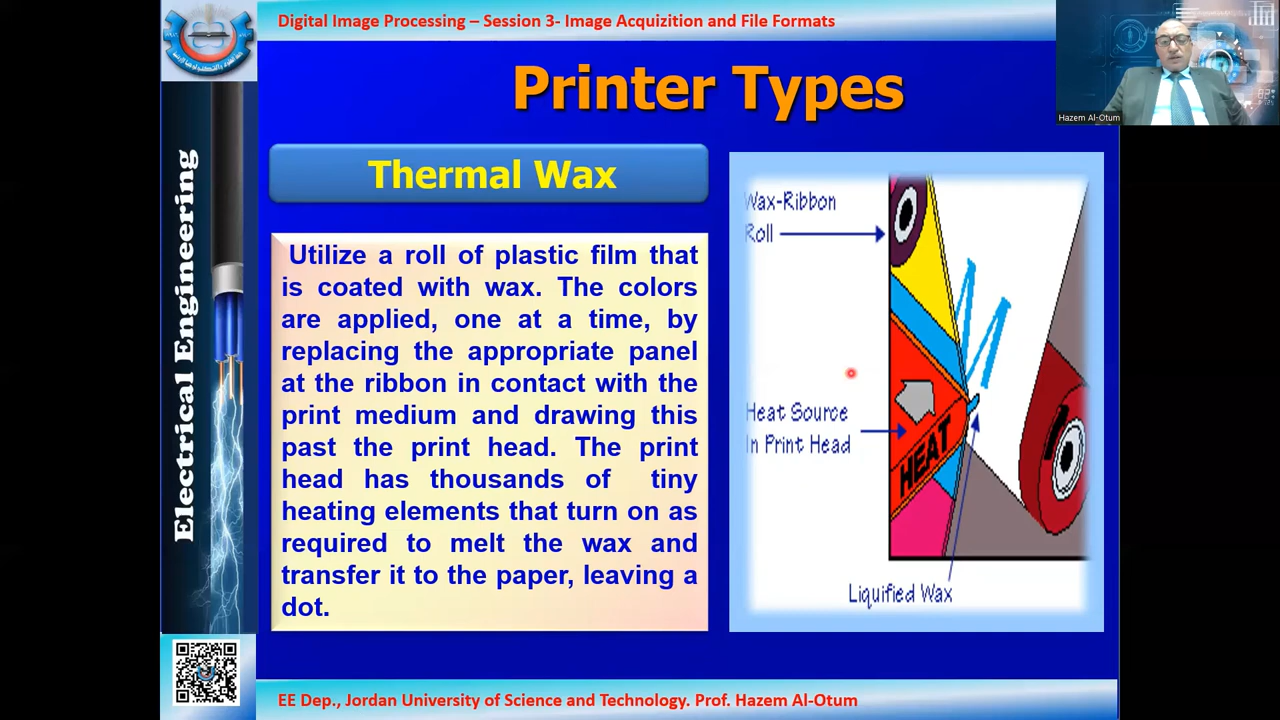 Digital Image Processing – Session 3- Image Acquizition and File Formats
Printer Types
Hazem Al-Otum
Electrical Engineering
Thermal Wax
Utilize a roll of plastic film that
is coated with wax. The colors
are applied, one at a time, by
replacing the appropriate panel
at the ribbon in contact with the
print medium and drawing this
past the print head. The print
head has thousands of tiny
heating elements that turn on as
required to melt the wax and
transfer it to the paper, leaving a
dot.
Wax-Ribbon
Roll
Heat Source
In Print Head
HEAT
Liquified Wax
EE Dep., Jordan University of Science and Technology. Prof. Hazem Al-Otum